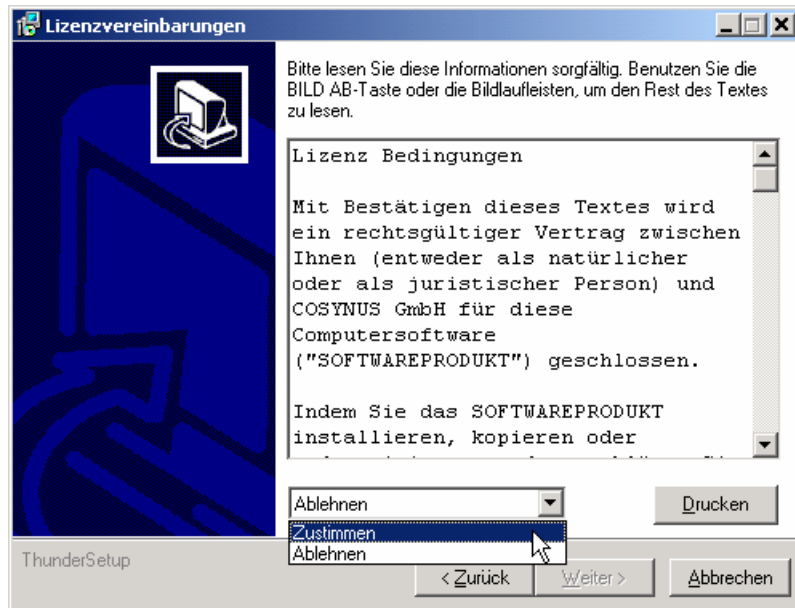 Lizenzvereinbarungen
Bitte lesen Sie diese Informationen sorgfältig. Benutzen Sie die
BILD AB-Taste oder die Bildlaufleisten, um den Rest des Textes
zu lesen.
Lizenz Bedingungen
Mit Bestätigen dieses Textes wird
ein rechtsgültiger Vertrag zwischen
Ihnen (entweder als natürlicher
oder als juristischer Person) und
COSYNUS GmbH für diese
Computersoftware
("SOFTWAREPRODUKT") geschlossen.
Indem Sie das SOFTWAREPRODUKT
installieren, kopieren oder
Ablehnen
Drucken
Zustimmen
Ablehnen
ThunderSetup
< Zurück
Weiter >
Abbrechen